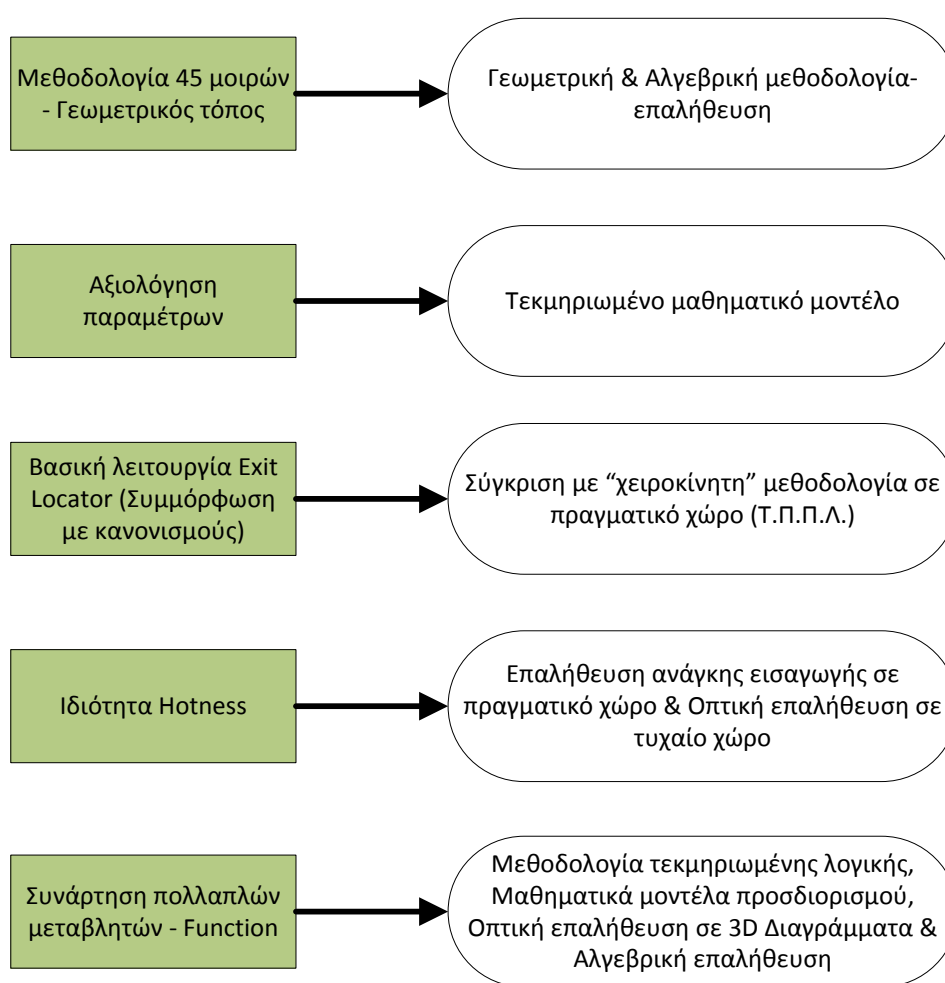 Μεθοδολογία 45 μοιρών
- Γεωμετρικός τόπος
Γεωμετρική & Αλγεβρική μεθοδολογία-
επαλήθευση
Αξιολόγηση
παραμέτρων
Τεκμηριωμένο μαθηματικό μοντέλο
Βασική λειτουργία Exit
Locator (Συμμόρφωση
με κανονισμούς)
Σύγκριση με “χειροκίνητη” μεθοδολογία σε
πραγματικό χώρο (Τ.Π.Π.Λ.)
Ιδιότητα Hotness
Επαλήθευση ανάγκης εισαγωγής σε
πραγματικό χώρο & Οπτική επαλήθευση σε
τυχαίο χώρο
Συνάρτηση πολλαπλών
μεταβλητών - Function
Μεθοδολογία τεκμηριωμένης λογικής,
Μαθηματικά μοντέλα προσδιορισμού,
Οπτική επαλήθευση σε 3D Διαγράμματα &
Αλγεβρική επαλήθευση